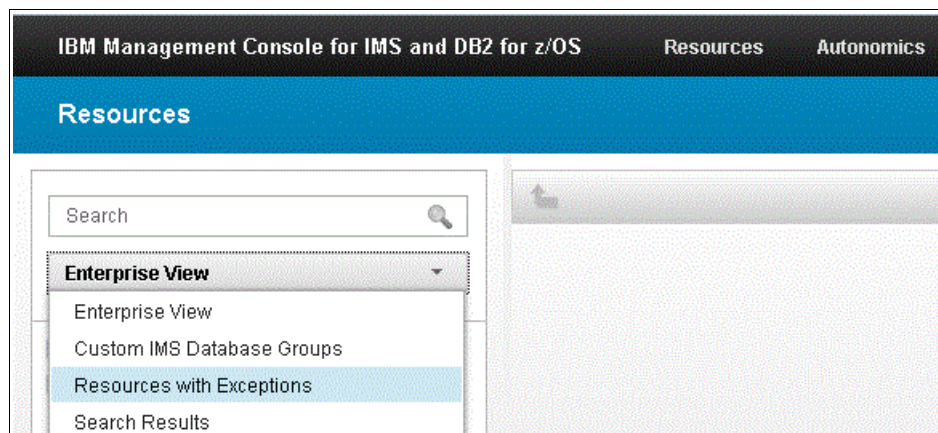 IBM Management Console for IMS and DB2 for z/OS Resources Autonomics
Resources
Search
Enterprise View
Enterprise View
Custom IMS Database Groups
Resources with Exceptions
Search Results